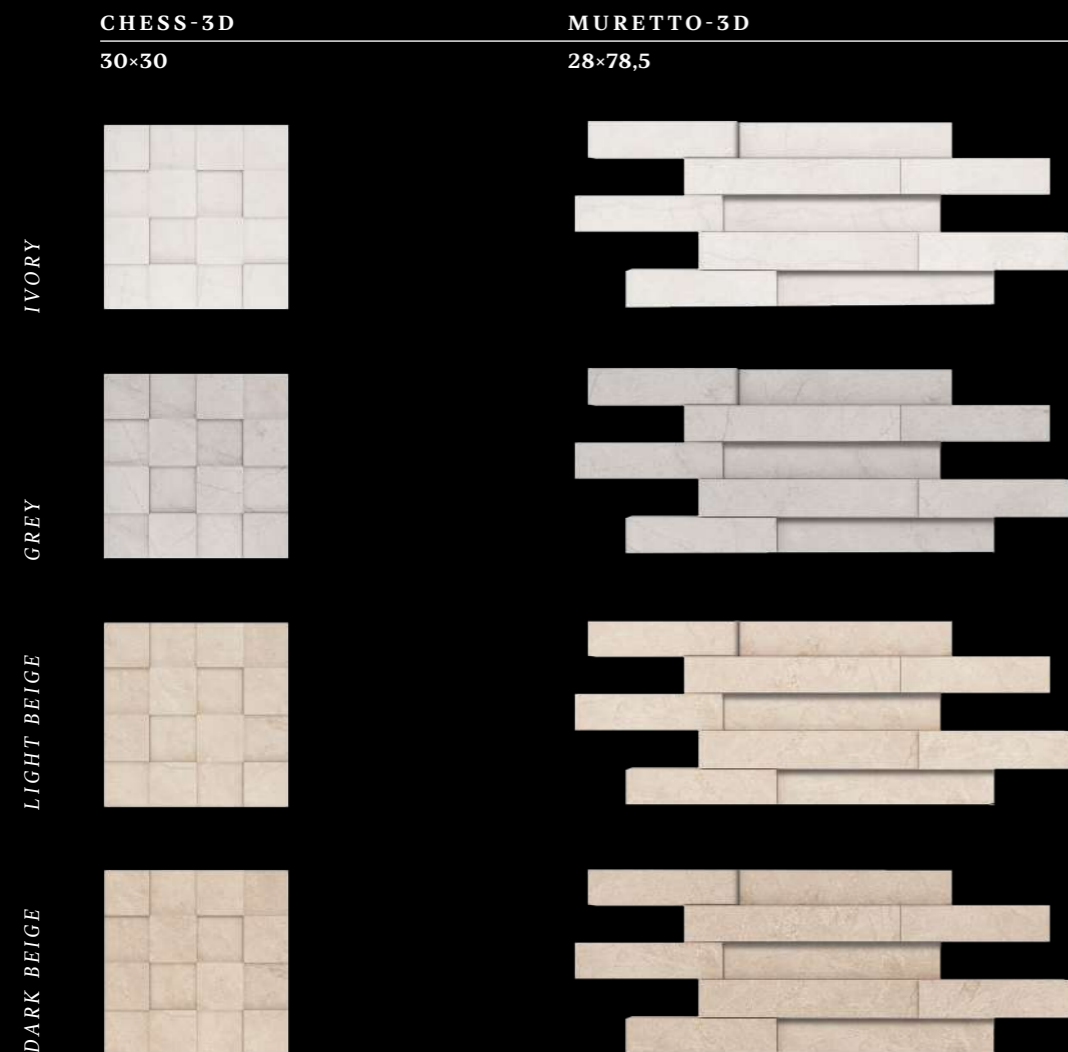 CHESS-3D
MURETTO-3D
30×30
28×78,5
IVORY
GREY
LIGHT BEIGE
DARK BEIGE